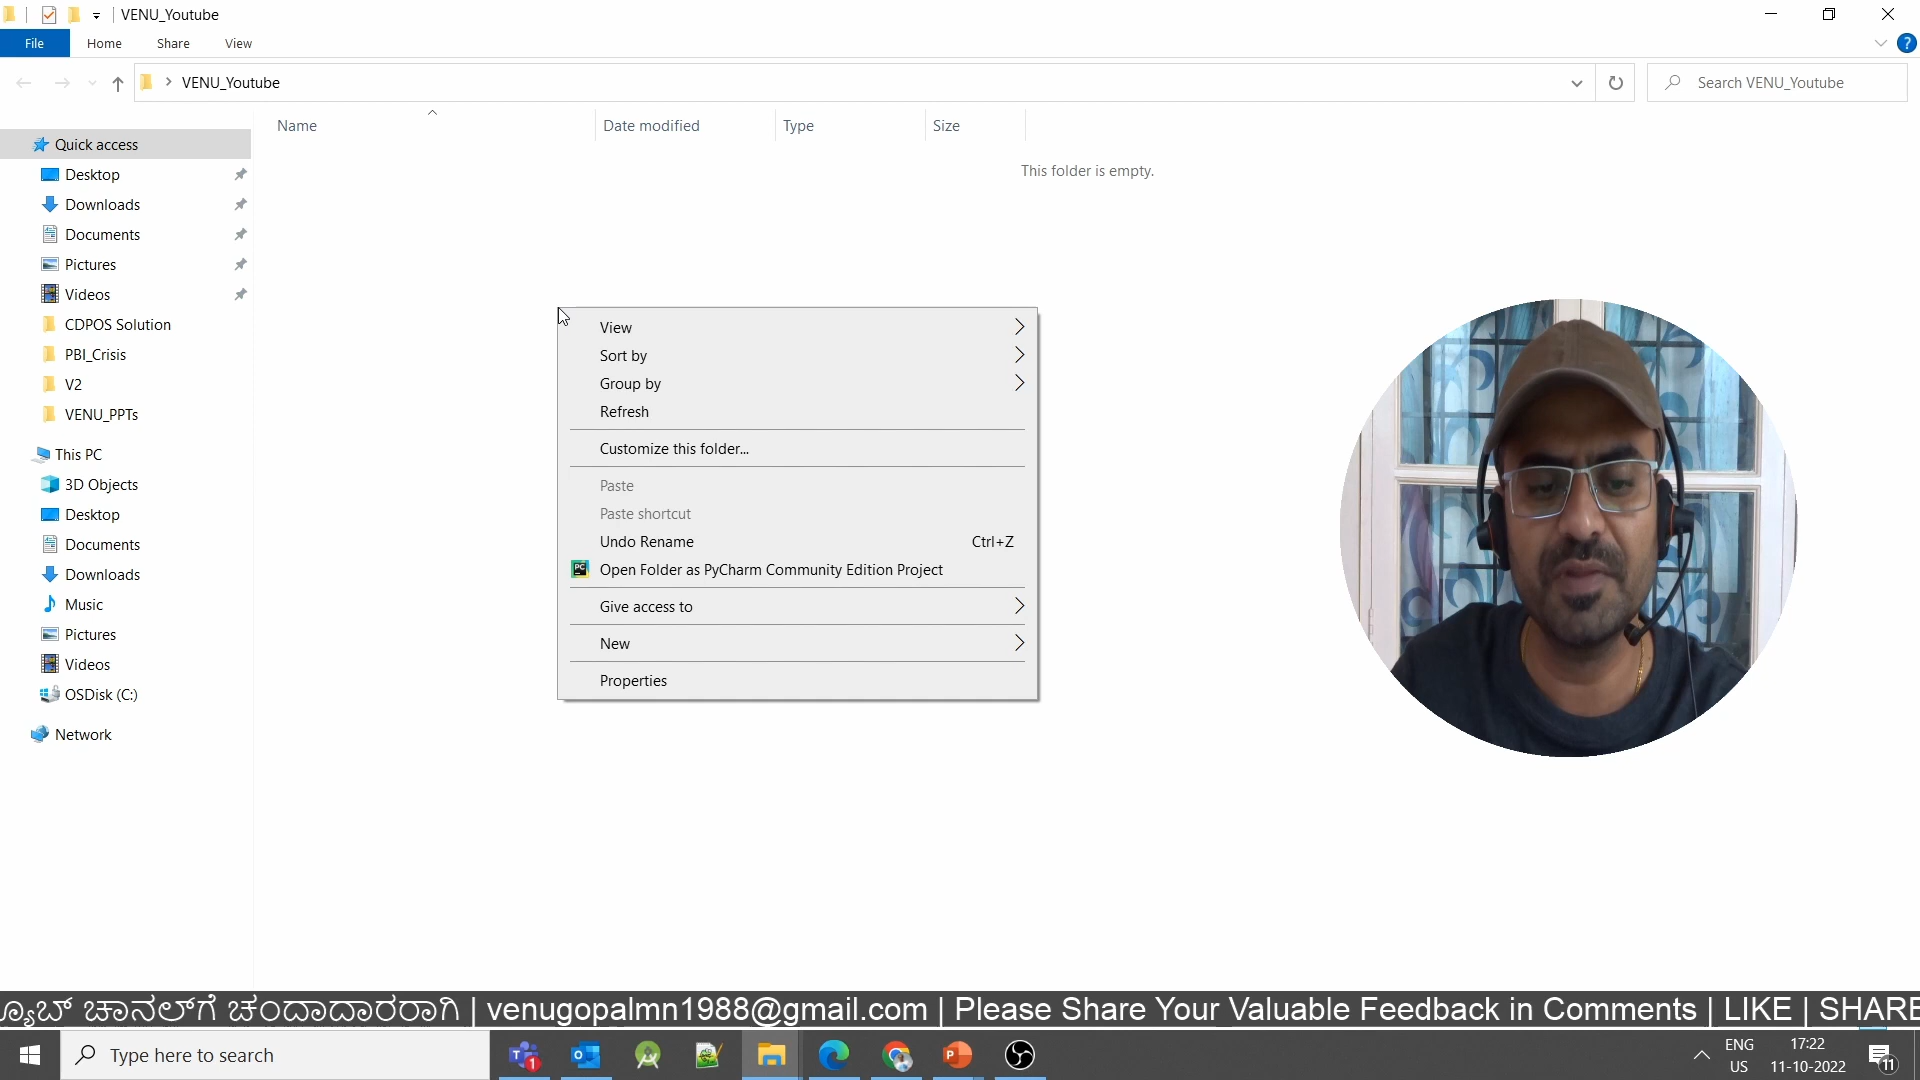 VENU_Youtube
File Home Share View
VENU_Youtube
Search VENU_Youtube
Name Date modified Type Size
This folder is empty.
Quick access
Desktop
Downloads
Documents
Pictures
Videos
CDPOS Solution
PBI_Crisis
V2
VENU_PPTs
This PC
3D Objects
Desktop
Documents
Downloads
Music
Pictures
Videos
OSDisk (C:)
Network
View
Sort by
Group by
Refresh
Customize this folder...
Paste
Paste shortcut
Undo Rename Ctrl+Z
Open Folder as PyCharm Community Edition Project
Give access to
New
Properties
ಚಾನಲ್‌ಗೆ ಚಂದಾದಾರರಾಗಿ | venugopalmn1988@gmail.com | Please Share Your Valuable Feedback in Comments | LIKE | SHARE
Type here to search
ENG
US
17:22
11-10-2022
11